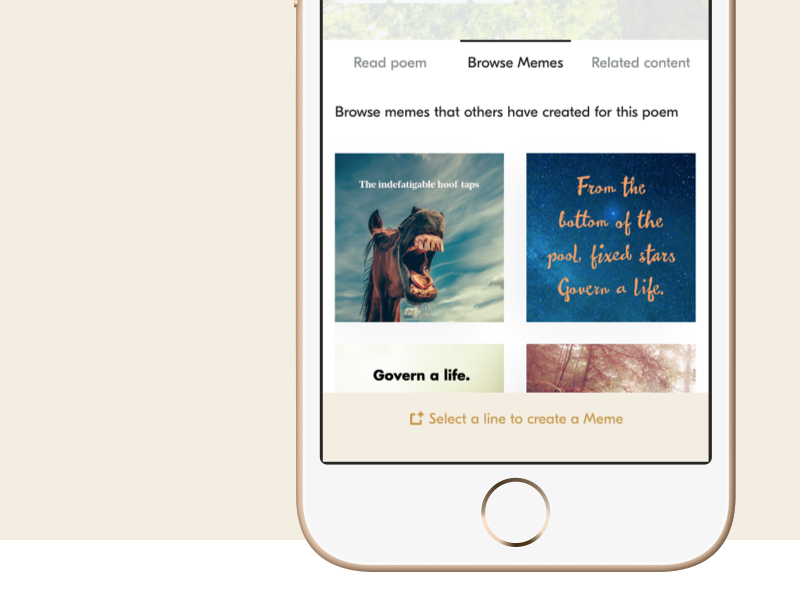 Read poem
Browse Memes
Related content
Browse memes that others have created for this poem
The indefatigable hoof taps
From the
bottom of the
pool, fixed stars
Govern a life.
Govern a life.
Select a line to create a Meme